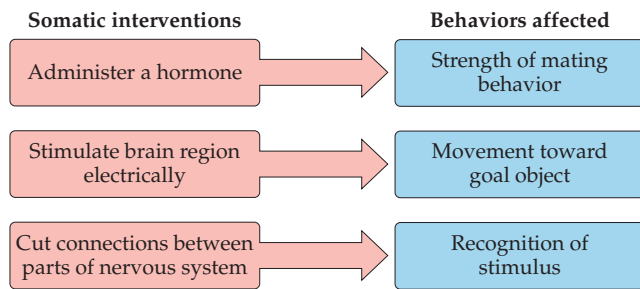 Somatic interventions
Behaviors affected
Administer a hormone
Strength of mating
behavior
Stimulate brain region
electrically
Movement toward
goal object
Cut connections between
parts of nervous system
Recognition of
stimulus